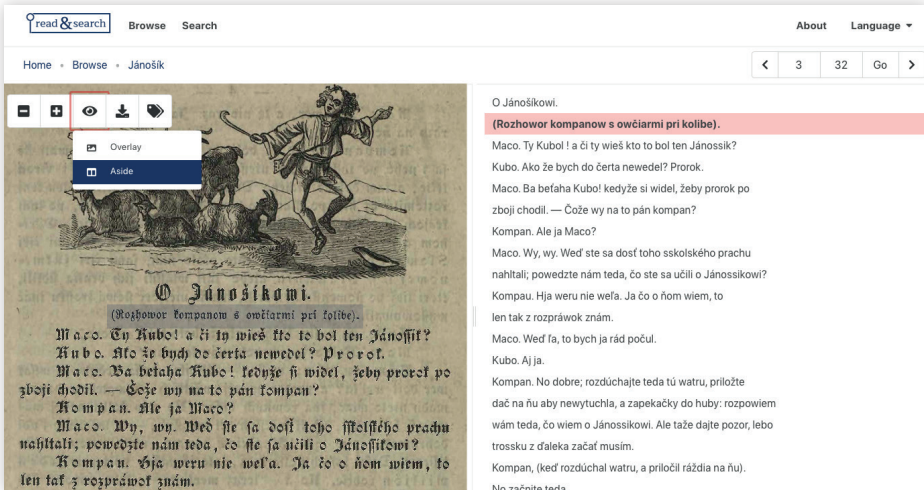 read&search
Browse Search
About Language
Home • Browse • Jánošík
3 32 Go
Overlay
Aside
O Jánošíkowi.
(Rozhowor kompanow s owčiarmi pri kolibe).
Maco. Ty Kubo! a či ty wieš kto to bol ten Jánossik?
Kubo. Ako že bych do čerta newedel? Prorok.
Maco. Ba beťaha Kubo! kedyže si widel, žeby prorok po
zboji chodil. — Čože wy na to pán kompan?
Kompan. Ale ja Maco?
Maco. Wy, wy. Weď ste sa dosť toho sskolského prachu
nahltali; powedzte nám teda, čo ste sa učili o Jánossikowi?
Kompan. Hja weru nie weľa. Ja čo o ňom wiem, to
len tak z rozpráwok znám.
O Jánošíkowi.
(Rozhowor kompanow s owčiarmi pri kolibe).
Maco. Ty Kubol ! a či ty wieš kto to bol ten Jánossik?
Kubo. Ako že bych do čerta newedel? Prorok.
Maco. Ba beťaha Kubo! kedyže si widel, žeby prorok po
zboji chodil. — Čože wy na to pán kompan?
Kompan. Ale ja Maco?
Maco. Wy, wy. Weď ste sa dosť toho sskolského prachu
nahltali; powedzte nám teda, čo ste sa učili o Jánossikowi?
Kompau. Hja weru nie weľa. Ja čo o ňom wiem, to
len tak z rozpráwok znám.
Maco. Weď ľa, to bych ja rád počul.
Kubo. Aj ja.
Kompan. No dobre; rozdúchajte teda tú watru, priložte
dač na ňu aby newytuchla, a zapekačky do huby: rozpowiem
wám teda, čo wiem o Jánossikowi. Ale taže dajte pozor, lebo
trossku z ďaleka začať musím.
Kompan, (keď rozdúchal watru, a priločil ráždia na ňu).
No začnite teda